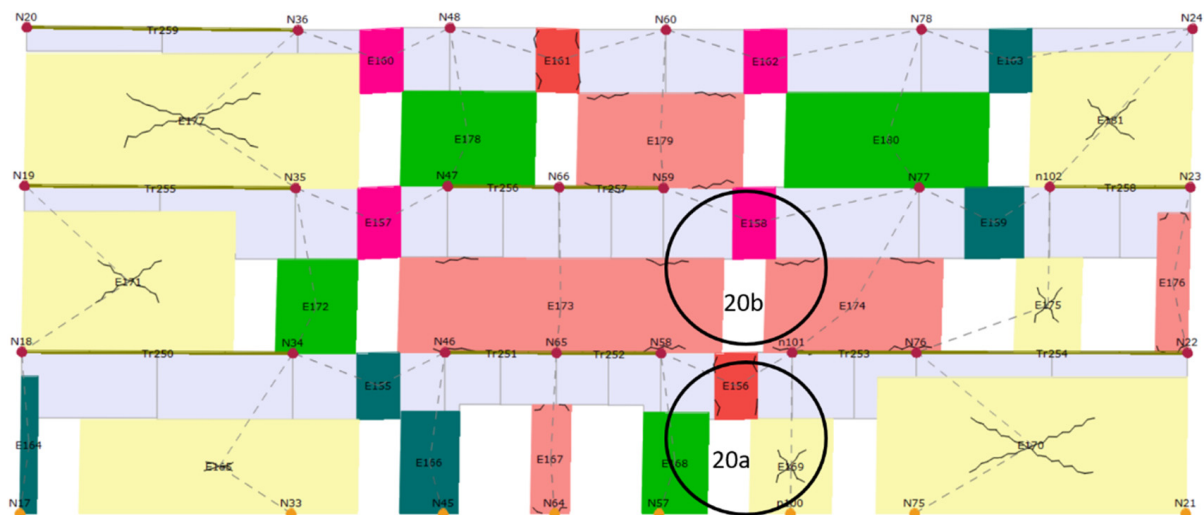 N20 Tr259 N36 N48 N60 N78 N24
E160 E161 E162 E163
E177 E178 E179 E180 E181
N19 Tr255 N35 N47 Tr256 N66 Tr257 N59 N77 n102 Tr258 N23
E157 E158 E159
E171 E172 E173 20b E174 E175 E176
N18 Tr250 N34 N46 Tr251 N65 Tr252 N58 n101 Tr253 N76 Tr254 N22
E155 E156
E164 E165 E166 E167 E168 20a E169 E170
N17 N33 N45 N64 N57 n100 N75 N21